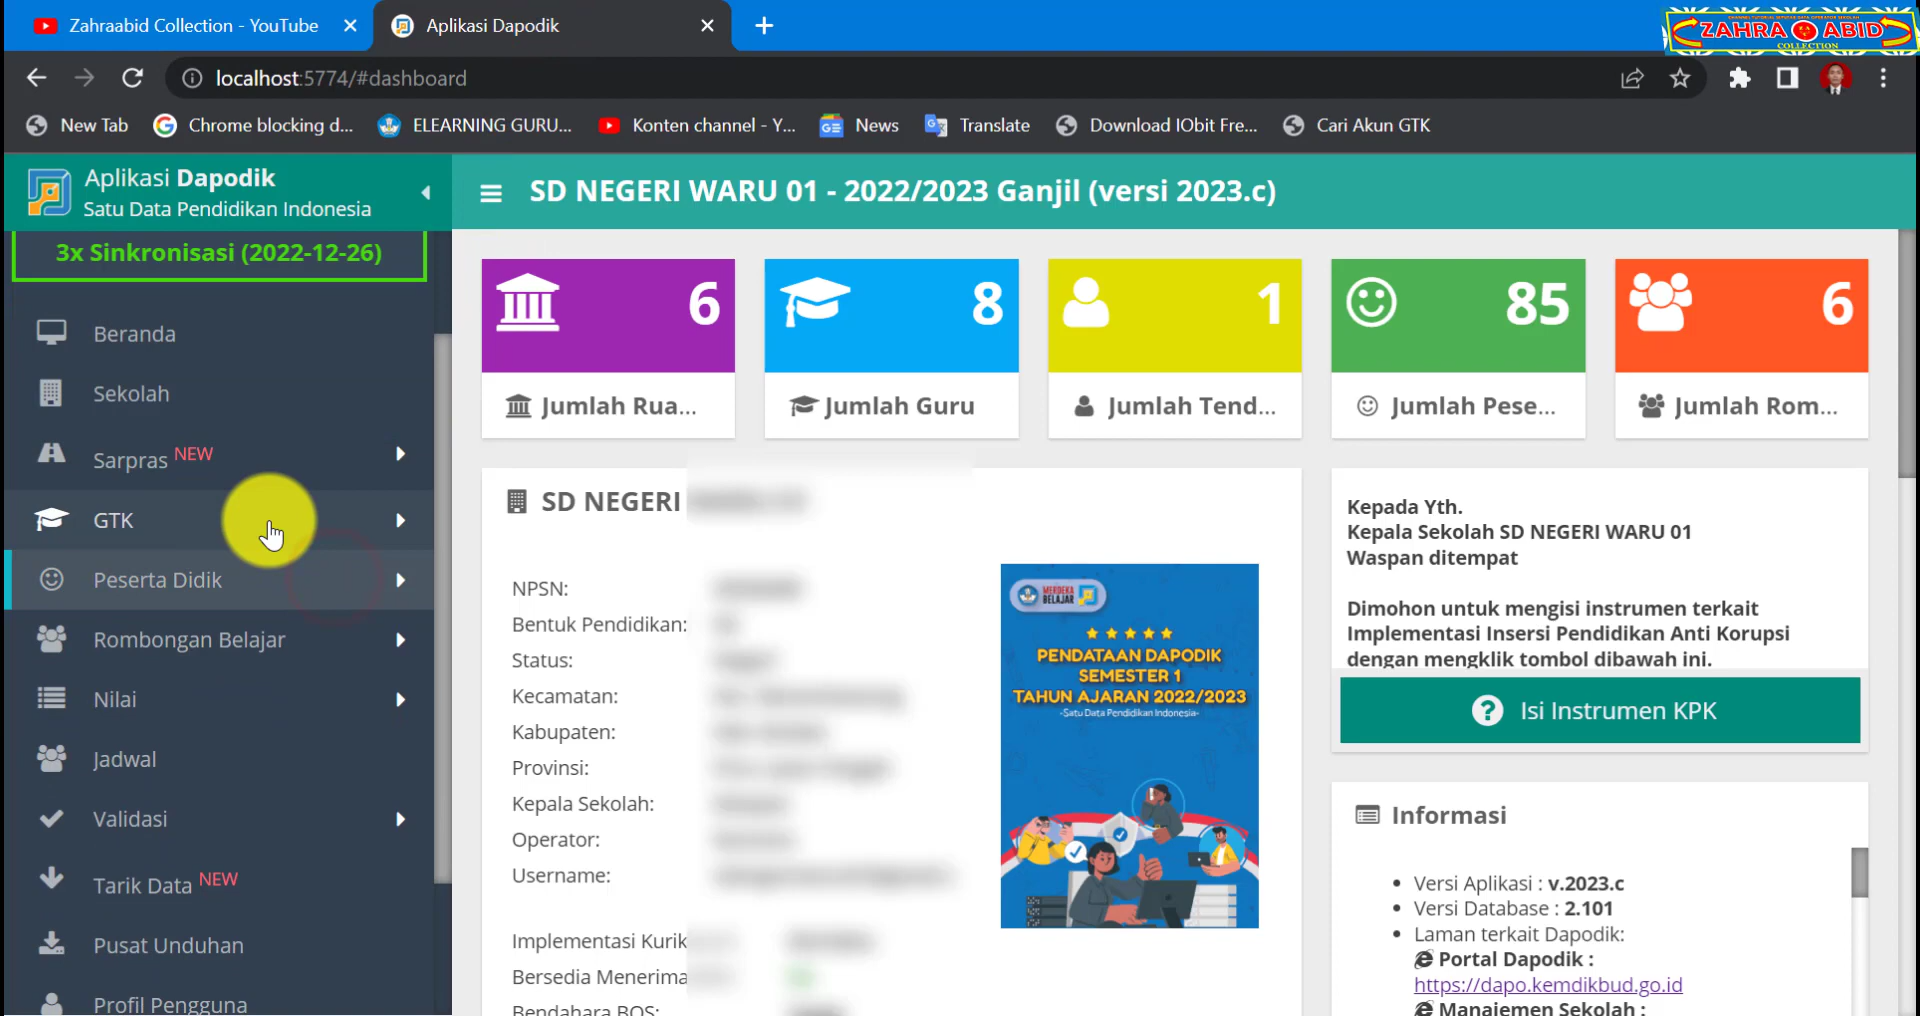 Zahraabid Collection - YouTube
Aplikasi Dapodik
ZAHRA ABID
COLLECTION
localhost:5774/#dashboard
New Tab
Chrome blocking d...
ELEARNING GURU...
Konten channel - Y...
News
Translate
Download IObit Fre...
Cari Akun GTK
Aplikasi Dapodik
Satu Data Pendidikan Indonesia
SD NEGERI WARU 01 - 2022/2023 Ganjil (versi 2023.c)
3x Sinkronisasi (2022-12-26)
Beranda
Sekolah
Sarpras NEW
GTK
Peserta Didik
Rombongan Belajar
Nilai
Jadwal
Validasi
Tarik Data NEW
Pusat Unduhan
Profil Pengguna
6
Jumlah Rua...
8
Jumlah Guru
1
Jumlah Tend...
85
Jumlah Pese...
6
Jumlah Rom...
SD NEGERI
NPSN:
Bentuk Pendidikan:
Status:
Kecamatan:
Kabupaten:
Provinsi:
Kepala Sekolah:
Operator:
Username:
Implementasi Kurik
Bersedia Menerima
Bendahara BOS:
MERDEKA
BELAJAR
PENDATAAN DAPODIK
SEMESTER 1
TAHUN AJARAN 2022/2023
-Satu Data Pendidikan Indonesia-
Kepada Yth.
Kepala Sekolah SD NEGERI WARU 01
Waspan ditempat
Dimohon untuk mengisi instrumen terkait
Implementasi Insersi Pendidikan Anti Korupsi
dengan mengklik tombol dibawah ini.
Isi Instrumen KPK
Informasi
Versi Aplikasi : v.2023.c
Versi Database : 2.101
Laman terkait Dapodik:
Portal Dapodik :
https://dapo.kemdikbud.go.id
Manajemen Sekolah :